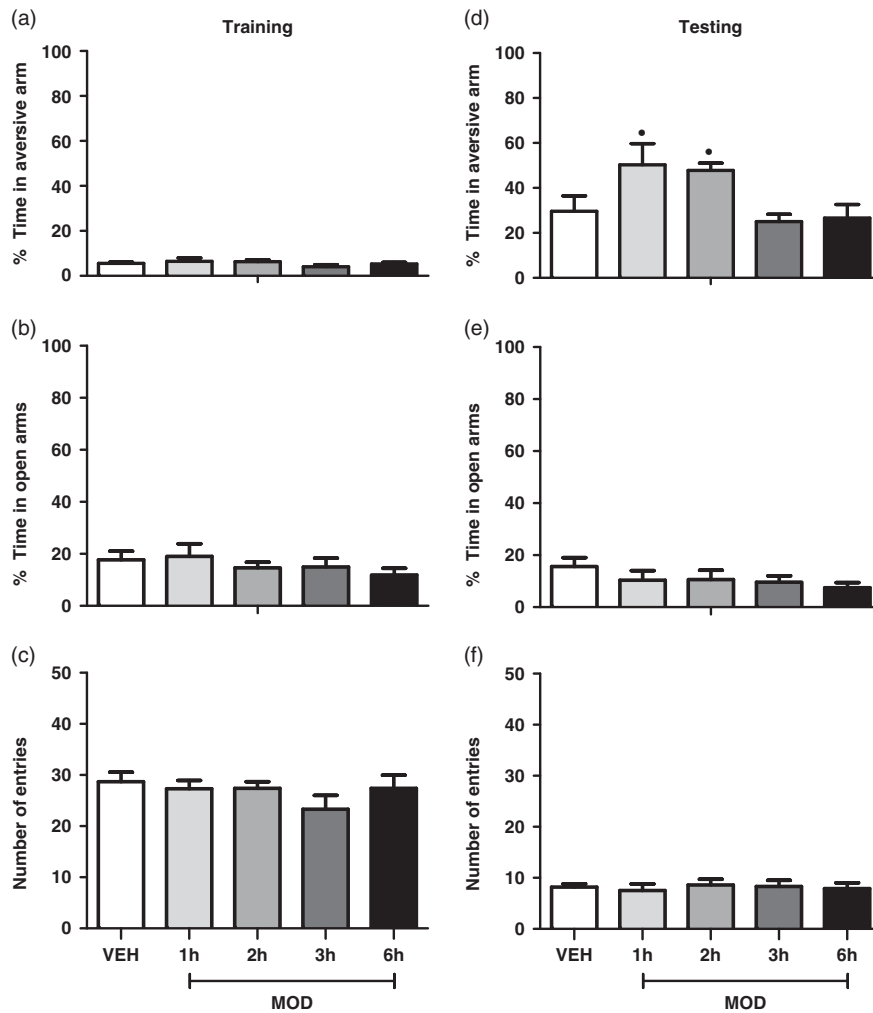 (a)
Training
% Time in aversive arm
100
80
60
40
20
0
(d)
Testing
% Time in aversive arm
100
80
60
40
20
0
(b)
% Time in open arms
100
80
60
40
20
0
(e)
% Time in open arms
100
80
60
40
20
0
(c)
Number of entries
50
40
30
20
10
0
VEH 1h 2h 3h 6h
MOD
(f)
Number of entries
50
40
30
20
10
0
VEH 1h 2h 3h 6h
MOD